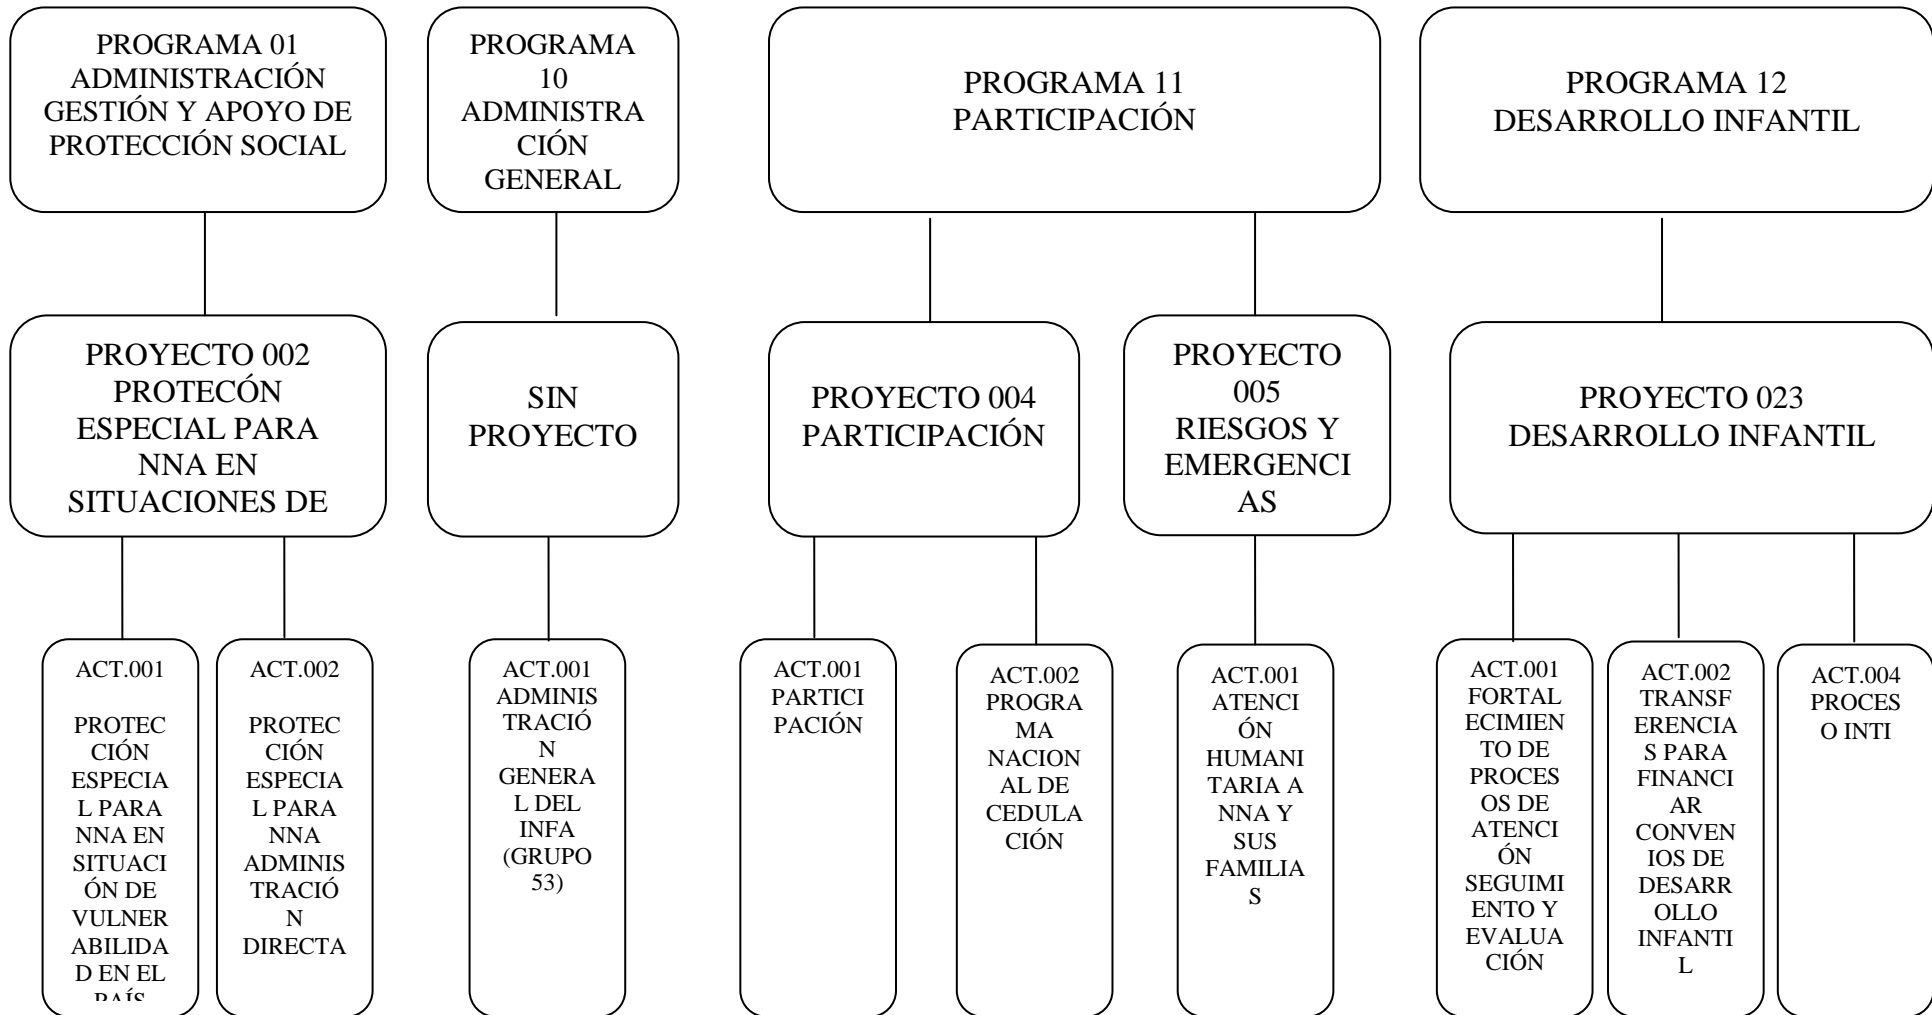 PROGRAMA 01
ADMINISTRACIÓN
GESTIÓN Y APOYO DE
PROTECCIÓN SOCIAL
PROGRAMA
10
ADMINISTRA
CIÓN
GENERAL
PROGRAMA 11
PARTICIPACIÓN
PROGRAMA 12
DESARROLLO INFANTIL
PROYECTO 002
PROTECÓN
ESPECIAL PARA
NNA EN
SITUACIONES DE
SIN
PROYECTO
PROYECTO 004
PARTICIPACIÓN
PROYECTO
005
RIESGOS Y
EMERGENCI
AS
PROYECTO 023
DESARROLLO INFANTIL
ACT.001
PROTEC
CIÓN
ESPECIA
L PARA
NNA EN
SITUACI
ÓN DE
VULNER
ABILIDA
D EN EL
PAÍS
ACT.002
PROTEC
CIÓN
ESPECIA
L PARA
NNA
ADMINIS
TRACIÓ
N
DIRECTA
ACT.001
ADMINIS
TRACIÓ
N
GENERA
L DEL
INFA
(GRUPO
53)
ACT.001
PARTICI
PACIÓN
ACT.002
PROGRA
MA
NACION
AL DE
CEDULA
CIÓN
ACT.001
ATENCI
ÓN
HUMANI
TARIA A
NNA Y
SUS
FAMILIA
S
ACT.001
FORTAL
ECIMIEN
TO DE
PROCES
OS DE
ATENCI
ÓN
SEGUIMI
ENTO Y
EVALUA
CIÓN
ACT.002
TRANSF
ERENCIA
S PARA
FINANCI
AR
CONVEN
IOS DE
DESARR
OLLO
INFANTI
L
ACT.004
PROCES
O INTI